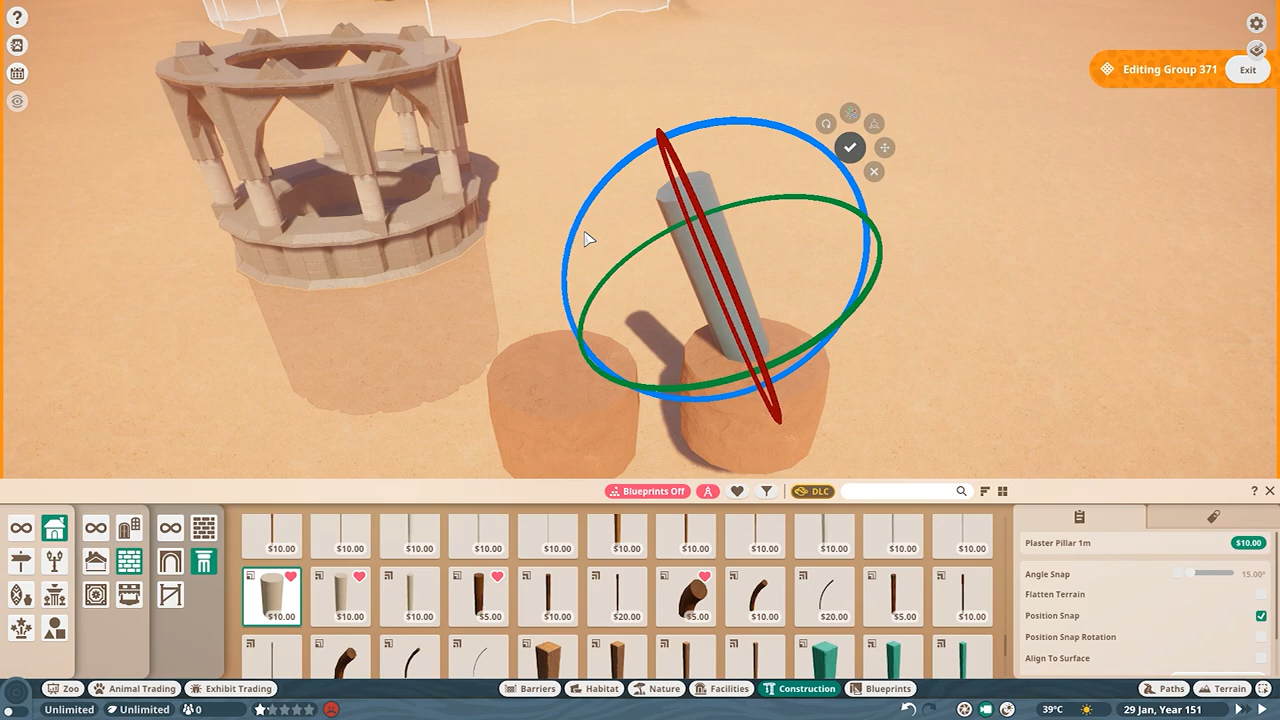 ?
Editing Group 371
Exit
Blueprints Off
DLC
? ×
$10.00 $10.00 $10.00 $10.00 $10.00 $10.00 $10.00 $10.00 $10.00 $10.00 $10.00
$10.00 $10.00 $10.00 $5.00 $10.00 $20.00 $5.00 $10.00 $20.00 $5.00 $10.00
Plaster Pillar 1m $10.00
Angle Snap 15.00°
Flatten Terrain
Position Snap
Position Snap Rotation
Align To Surface
Zoo Animal Trading Exhibit Trading Barriers Habitat Nature Facilities Construction Blueprints Paths Terrain
Unlimited Unlimited 0 39°C 29 Jan, Year 151